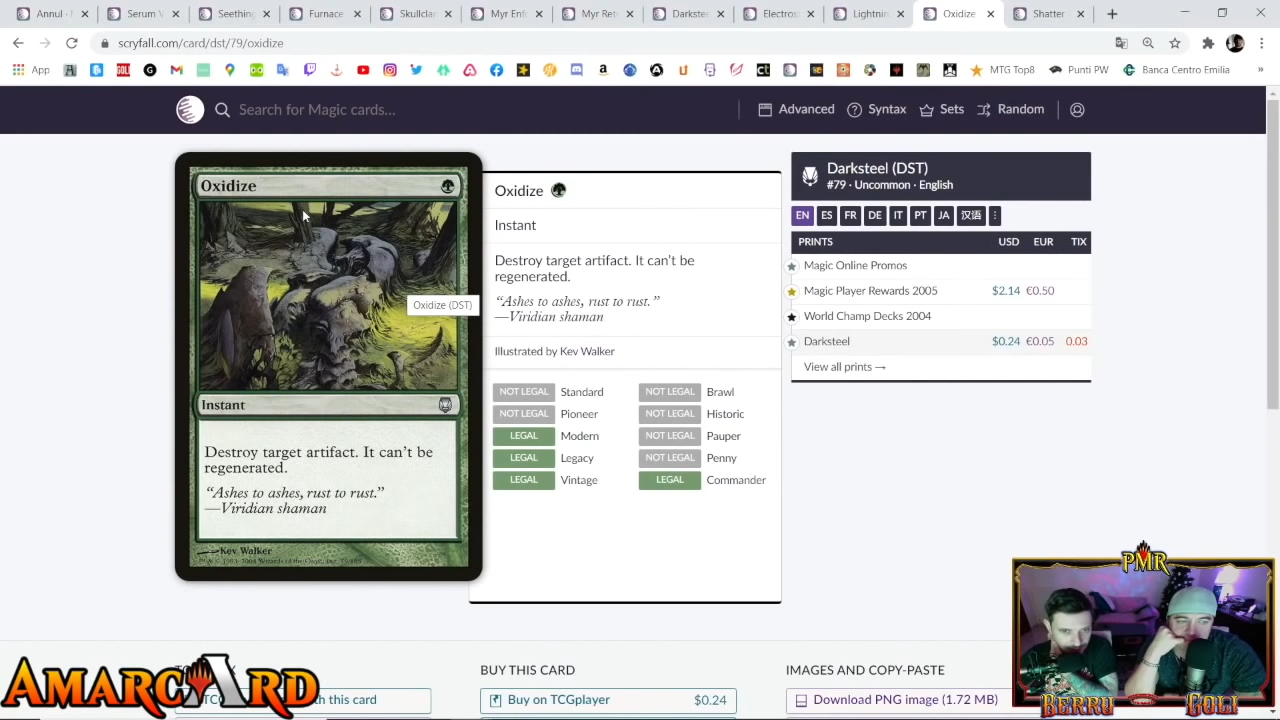 Annul
Serum V
Seething
Furnace
Skullclam
Myr Enfo
Myr Retr
Darkstee
Electrost
Lightnin
Oxidize
Shatter
scryfall.com/card/dst/79/oxidize
App
MTG Top8
Punti PW
Banca Centro Emilia
Search for Magic cards...
Advanced
Syntax
Sets
Random
Oxidize
Instant
Destroy target artifact. It can't be
regenerated.
"Ashes to ashes, rust to rust."
—Viridian shaman
Kev Walker
Oxidize (DST)
Oxidize
Instant
Destroy target artifact. It can't be
regenerated.
"Ashes to ashes, rust to rust."
—Viridian shaman
Illustrated by Kev Walker
NOT LEGAL Standard NOT LEGAL Brawl
NOT LEGAL Pioneer NOT LEGAL Historic
LEGAL Modern NOT LEGAL Pauper
LEGAL Legacy NOT LEGAL Penny
LEGAL Vintage LEGAL Commander
Darksteel (DST)
#79 · Uncommon · English
EN ES FR DE IT PT JA 汉语
PRINTS USD EUR TIX
Magic Online Promos
Magic Player Rewards 2005 $2.14 €0.50
World Champ Decks 2004
Darksteel $0.24 €0.05 0.03
View all prints →
th this card
BUY THIS CARD
Buy on TCGplayer $0.24
IMAGES AND COPY-PASTE
Download PNG image (1.72 MB)
AMARCARD
PMR
BERRU
GOLI